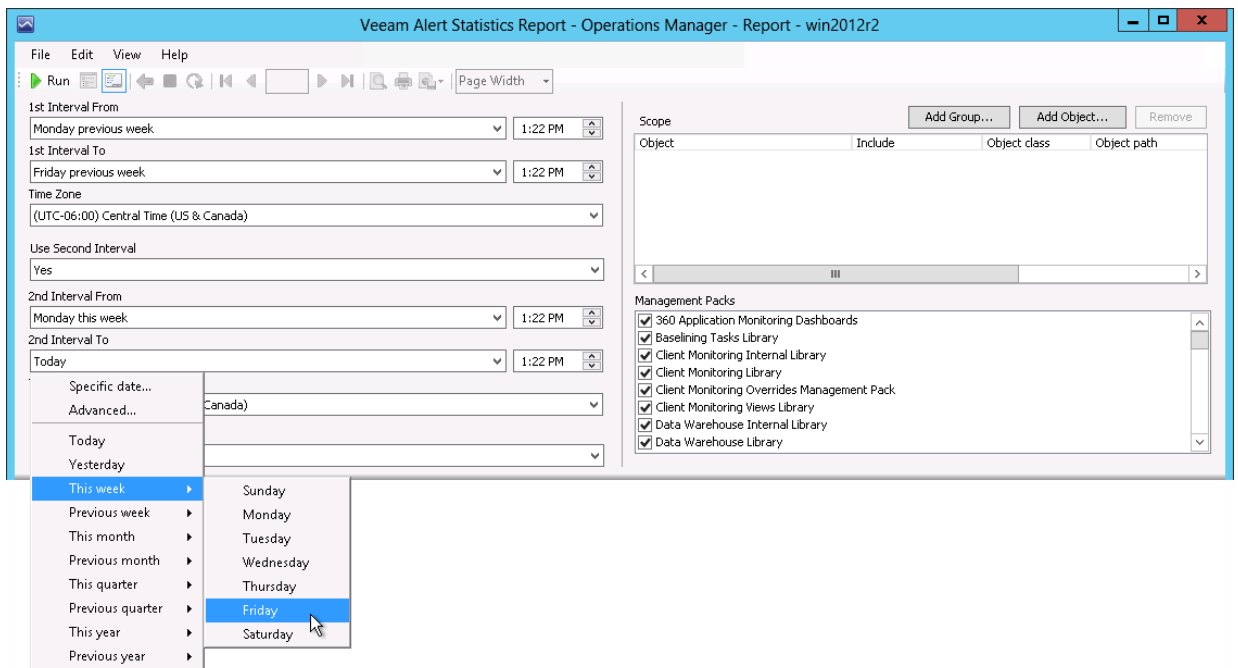 Veeam Alert Statistics Report - Operations Manager - Report - win2012r2
File Edit View Help
Run Page Width
1st Interval From
Monday previous week 1:22 PM
1st Interval To
Friday previous week 1:22 PM
Time Zone
(UTC-06:00) Central Time (US & Canada)
Use Second Interval
Yes
2nd Interval From
Monday this week 1:22 PM
2nd Interval To
Today 1:22 PM
Canada)
Specific date...
Advanced...
Today
Yesterday
This week
Previous week
This month
Previous month
This quarter
Previous quarter
This year
Previous year
Sunday
Monday
Tuesday
Wednesday
Thursday
Friday
Saturday
Scope Add Group... Add Object... Remove
Object Include Object class Object path
Management Packs
360 Application Monitoring Dashboards
Baselining Tasks Library
Client Monitoring Internal Library
Client Monitoring Library
Client Monitoring Overrides Management Pack
Client Monitoring Views Library
Data Warehouse Internal Library
Data Warehouse Library